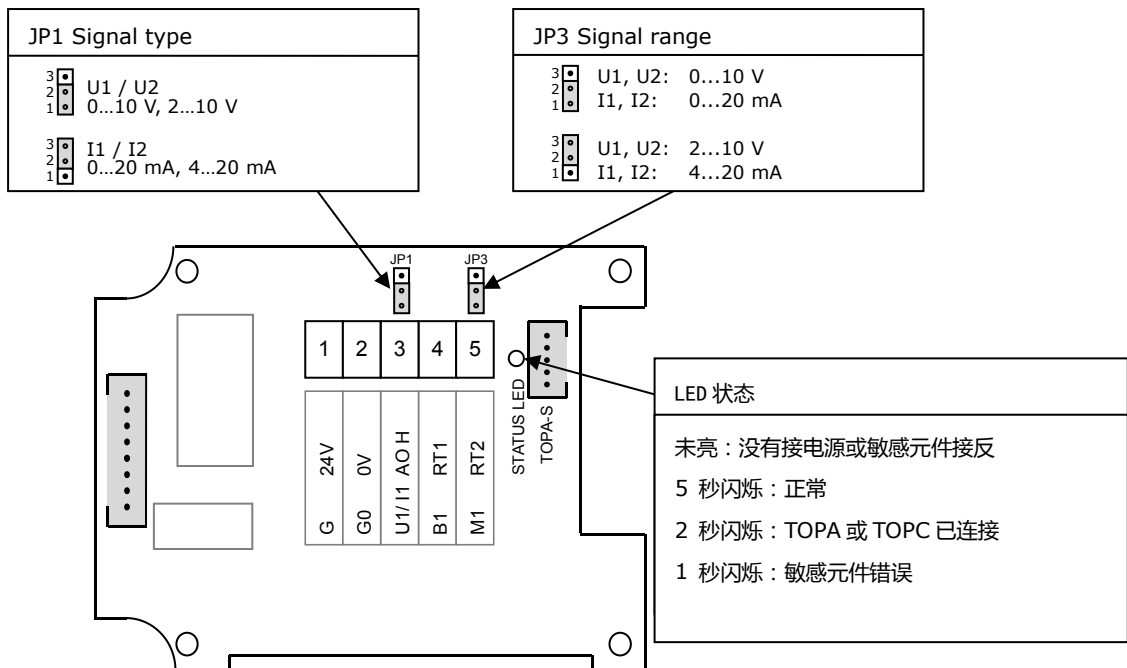 JP1 Signal type
3
2
1
U1 / U2
0...10 V, 2...10 V
3
2
1
I1 / I2
0...20 mA, 4...20 mA
JP3 Signal range
3
2
1
U1, U2: 0...10 V
I1, I2: 0...20 mA
3
2
1
U1, U2: 2...10 V
I1, I2: 4...20 mA
JP1
JP3
1 2 3 4 5
G 24V
G0 0V
U1/I1 AO H
B1 RT1
M1 RT2
STATUS LED
TOPA-S
LED 状态
未亮：没有接电源或敏感元件接反
5 秒闪烁：正常
2 秒闪烁：TOPA 或 TOPC 已连接
1 秒闪烁：敏感元件错误